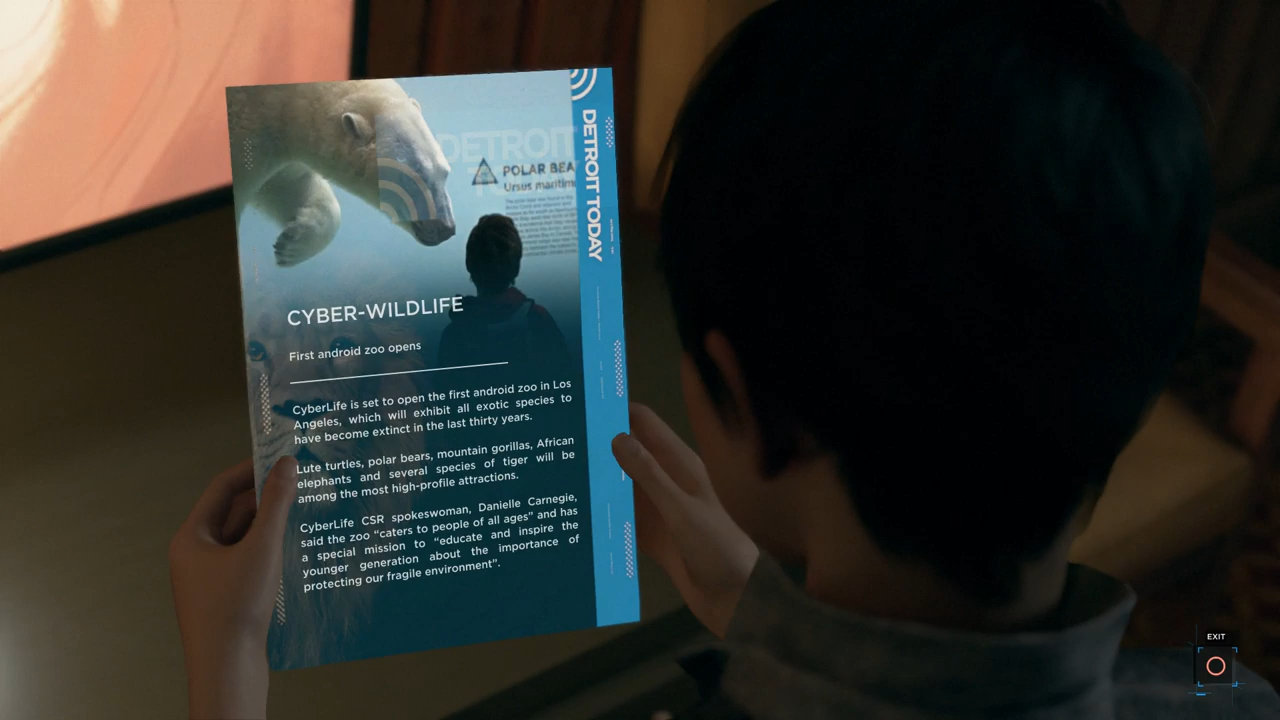 DETROIT
POLAR BEA
Ursus maritim
DETROIT TODAY
CYBER-WILDLIFE
First android zoo opens
CyberLife is set to open the first android zoo in Los
Angeles, which will exhibit all exotic species to
have become extinct in the last thirty years.
Lute turtles, polar bears, mountain gorillas, African
elephants and several species of tiger will be
among the most high-profile attractions.
CyberLife CSR spokeswoman, Danielle Carnegie,
said the zoo “caters to people of all ages” and has
a special mission to “educate and inspire the
younger generation about the importance of
protecting our fragile environment”.
EXIT